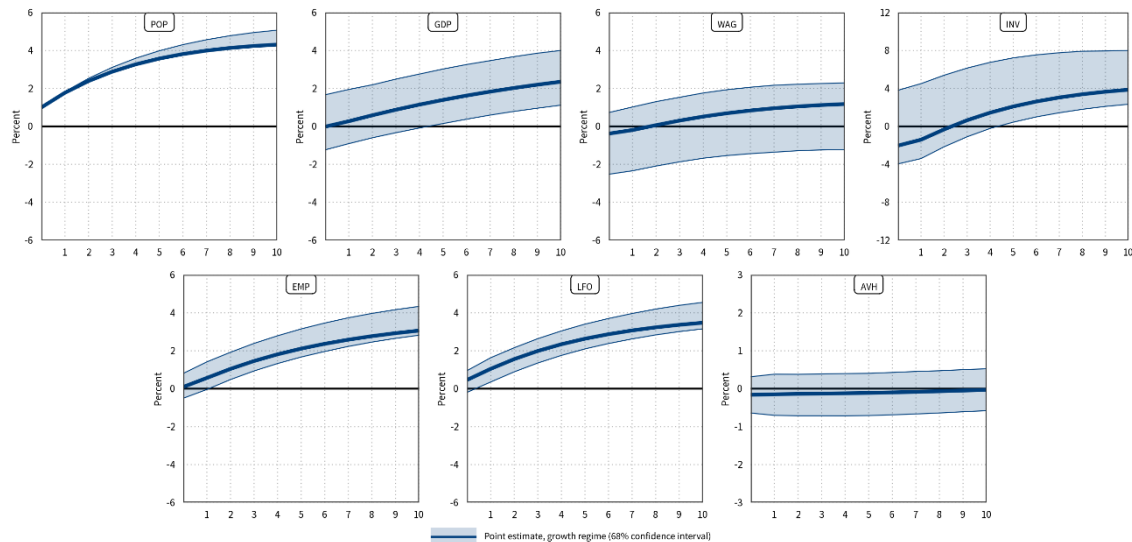 POP
GDP
WAG
INV
6
4
2
0
-2
-4
-6
Percent
1 2 3 4 5 6 7 8 9 10
6
4
2
0
-2
-4
-6
Percent
1 2 3 4 5 6 7 8 9 10
6
4
2
0
-2
-4
-6
Percent
1 2 3 4 5 6 7 8 9 10
12
8
4
0
-4
-8
-12
Percent
1 2 3 4 5 6 7 8 9 10
EMP
LFO
AVH
6
4
2
0
-2
-4
-6
Percent
1 2 3 4 5 6 7 8 9 10
6
4
2
0
-2
-4
-6
Percent
1 2 3 4 5 6 7 8 9 10
3
2
1
0
-1
-2
-3
Percent
1 2 3 4 5 6 7 8 9 10
Point estimate, growth regime (68% confidence interval)